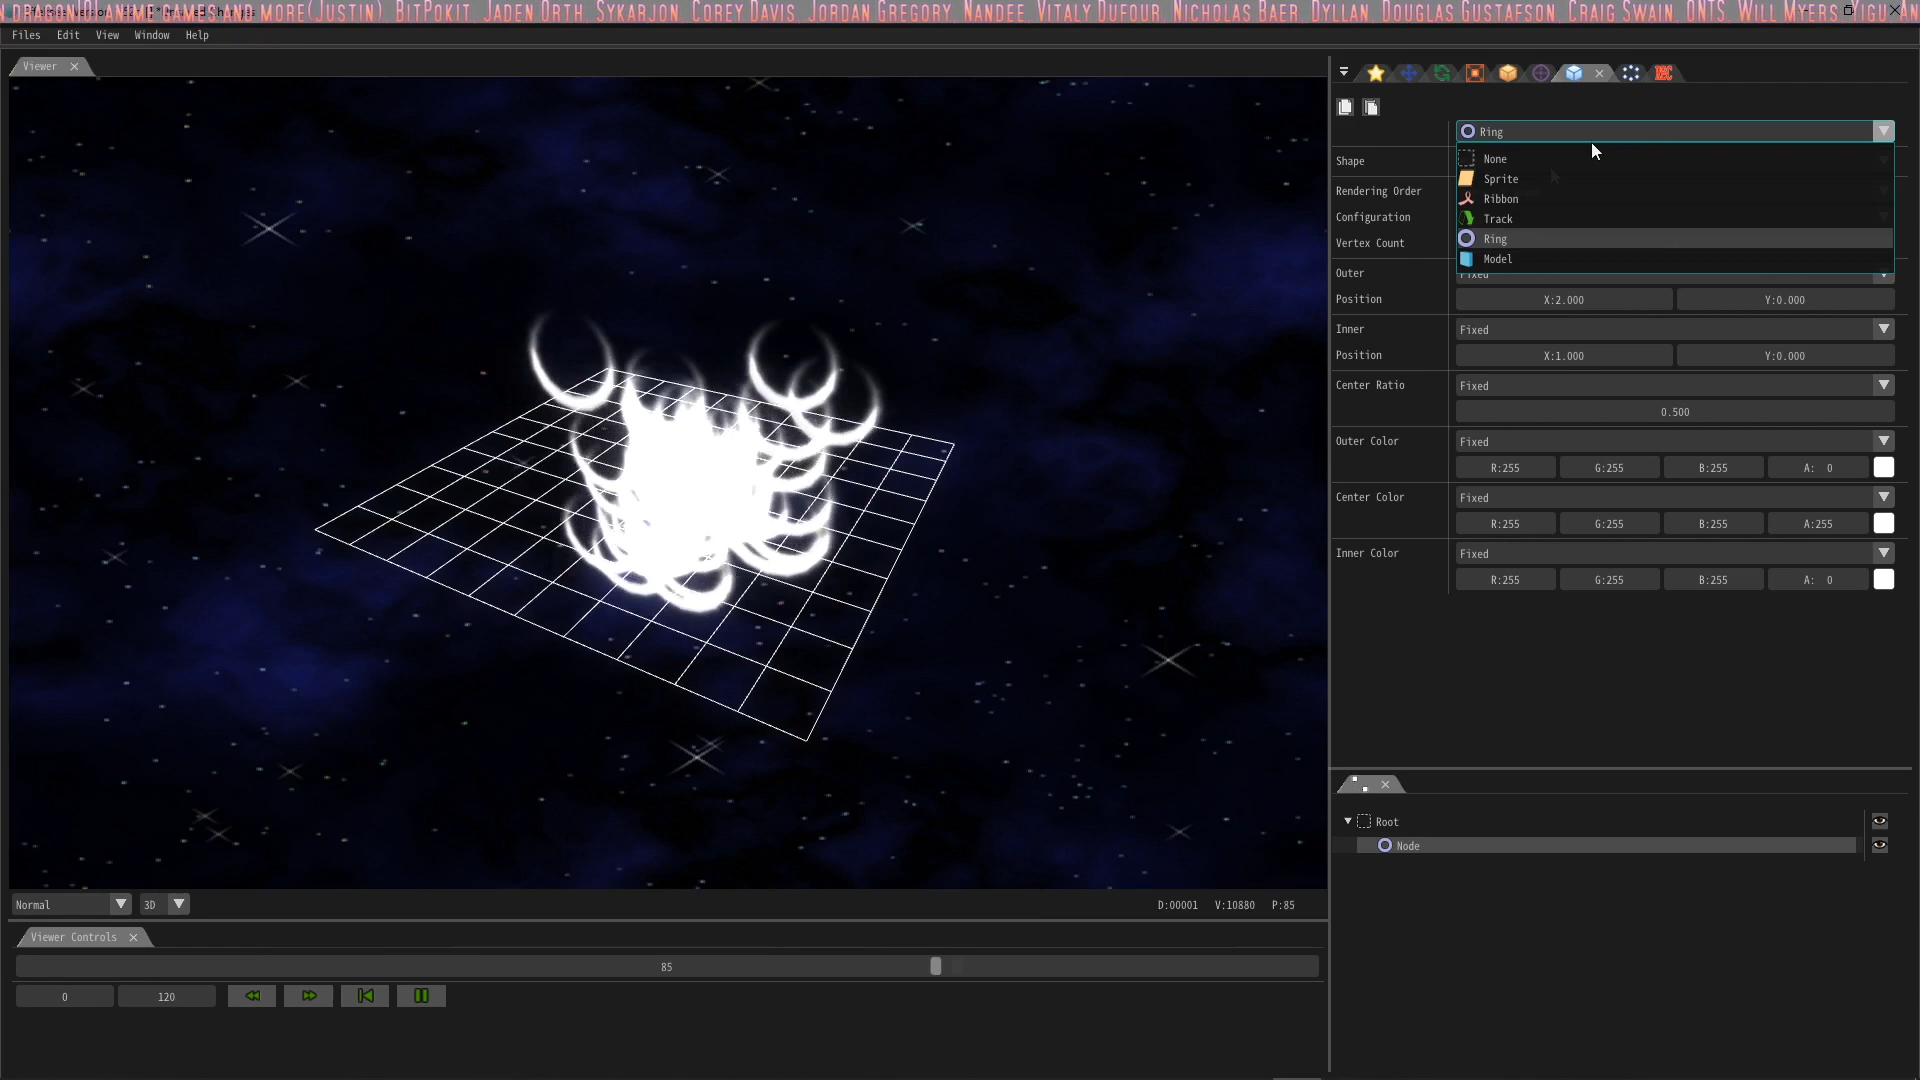 MORE(JUSTIN), BITPOKIT, JADEN ORTH, SYKARJON, COREY DAVIS, JORDAN GREGORY, NANDEE, VITALY DUFOUR, NICHOLAS BAER, DYLLAN, DOUGLAS GUSTAFSON, CRAIG SWAIN, ONTS, WILL MYERS
Files Edit View Window Help
Viewer
Ring
None
Shape
Sprite
Rendering Order
Ribbon
Configuration
Track
Vertex Count
Ring
Model
Outer
Fixed
Position X:2.000 Y:0.000
Inner Fixed
Position X:1.000 Y:0.000
Center Ratio Fixed
0.500
Outer Color Fixed
R:255 G:255 B:255 A: 0
Center Color Fixed
R:255 G:255 B:255 A:255
Inner Color Fixed
R:255 G:255 B:255 A: 0
Root
Node
Normal 3D D:00001 V:10880 P:85
Viewer Controls
85
0 120